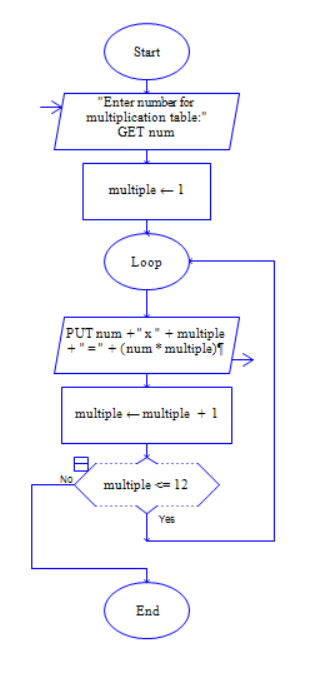 Start
"Enter number for
multiplication table:"
GET num
multiple ← 1
Loop
PUT num +" x " + multiple
+ " = " + (num * multiple)¶
multiple ← multiple + 1
multiple <= 12
No
Yes
End